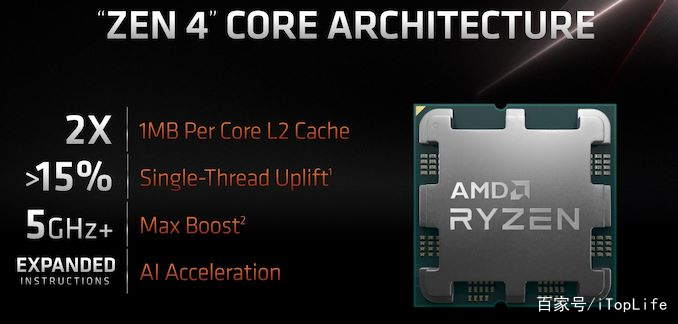 “ZEN 4” CORE ARCHITECTURE
2X 1MB Per Core L2 Cache
>15% Single-Thread Uplift¹
5GHz+ Max Boost²
EXPANDED
INSTRUCTIONS AI Acceleration
AMD
RYZEN
百家号/iTopLife